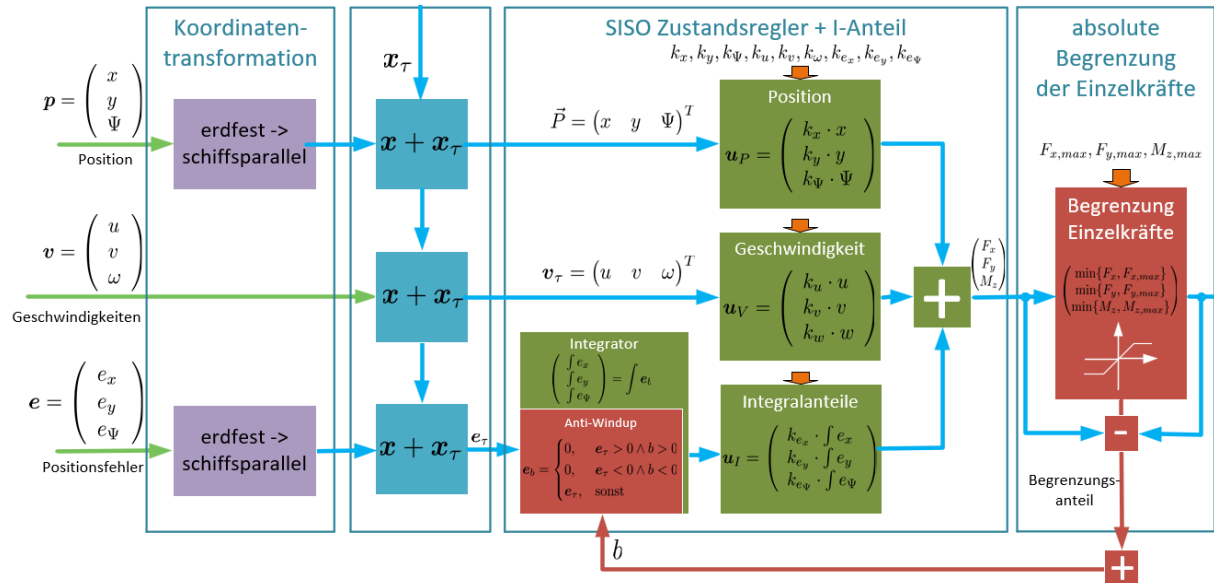 Koordinaten-
transformation
SISO Zustandsregler + I-Anteil
absolute
Begrenzung
der Einzelkräfte
x_τ
k_x, k_y, k_Ψ, k_u, k_v, k_ω, k_{e_x}, k_{e_y}, k_{e_Ψ}
p = ( x y Ψ )
Position
erdfest ->
schiffsparallel
x + x_τ
P⃗ = (x y Ψ)^T
Position
u_P = ( k_x · x
k_y · y
k_Ψ · Ψ )
F_{x,max}, F_{y,max}, M_{z,max}
Begrenzung
Einzelkräfte
( min{F_x, F_{x,max}}
min{F_y, F_{y,max}}
min{M_z, M_{z,max}} )
v = ( u v ω )
Geschwindigkeiten
x + x_τ
v_τ = (u v ω)^T
Geschwindigkeit
u_V = ( k_u · u
k_v · v
k_w · w )
+
( F_x F_y M_z )
e = ( e_x e_y e_Ψ )
Positionsfehler
erdfest ->
schiffsparallel
x + x_τ
e_τ
Integrator
( ∫ e_x
∫ e_y
∫ e_Ψ ) = ∫ e_b
Anti-Windup
e_b = { 0, e_τ > 0 ∧ b > 0
0, e_τ < 0 ∧ b < 0
e_τ, sonst
Integralanteile
u_I = ( k_{e_x} · ∫ e_x
k_{e_y} · ∫ e_y
k_{e_Ψ} · ∫ e_Ψ )
-
Begrenzungs-
anteil
b
+